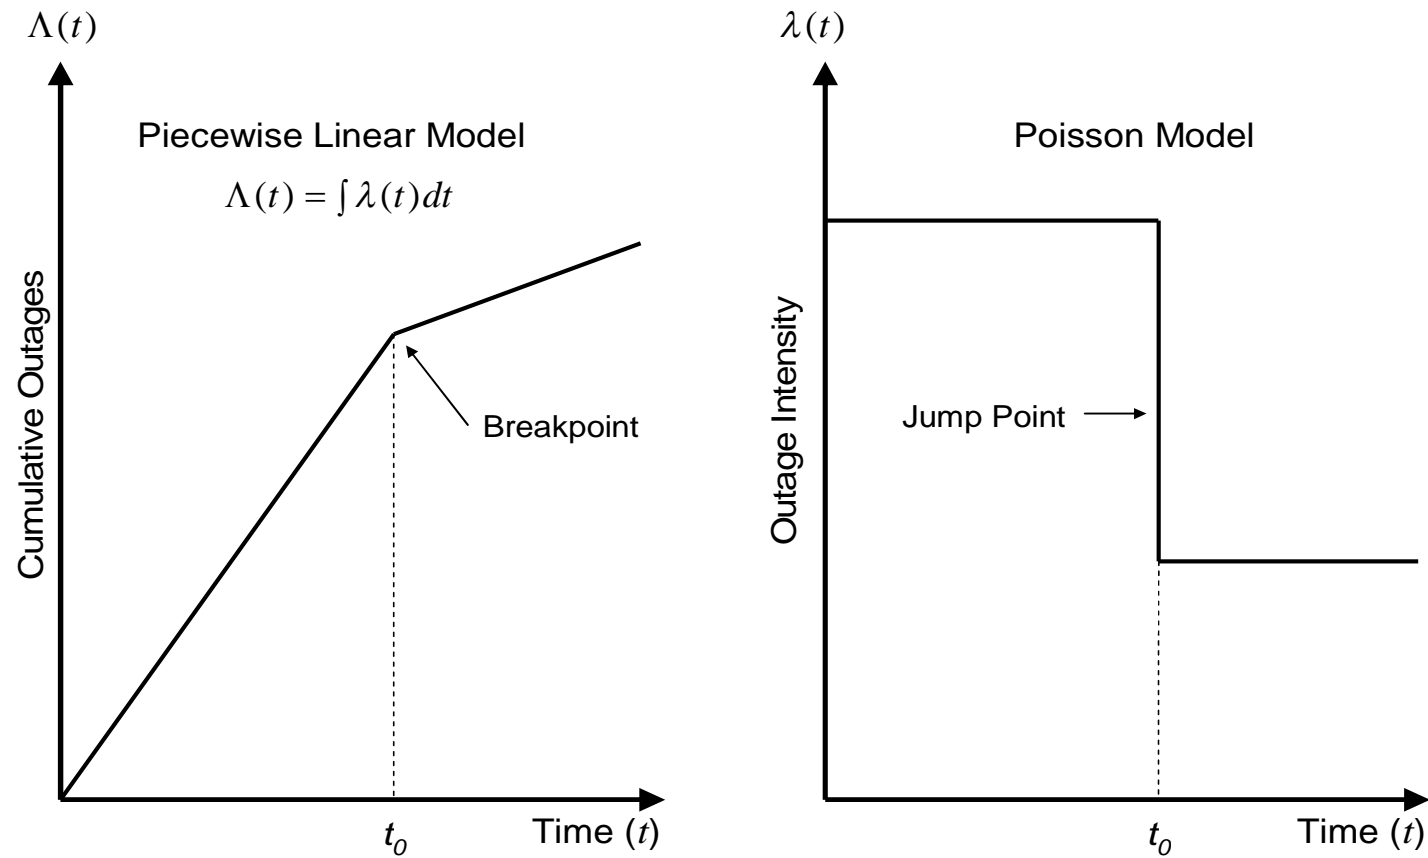 Λ(t)
Piecewise Linear Model
Λ(t) = ∫ λ(t)dt
Cumulative Outages
Breakpoint
t₀
Time (t)
λ(t)
Poisson Model
Outage Intensity
Jump Point
t₀
Time (t)